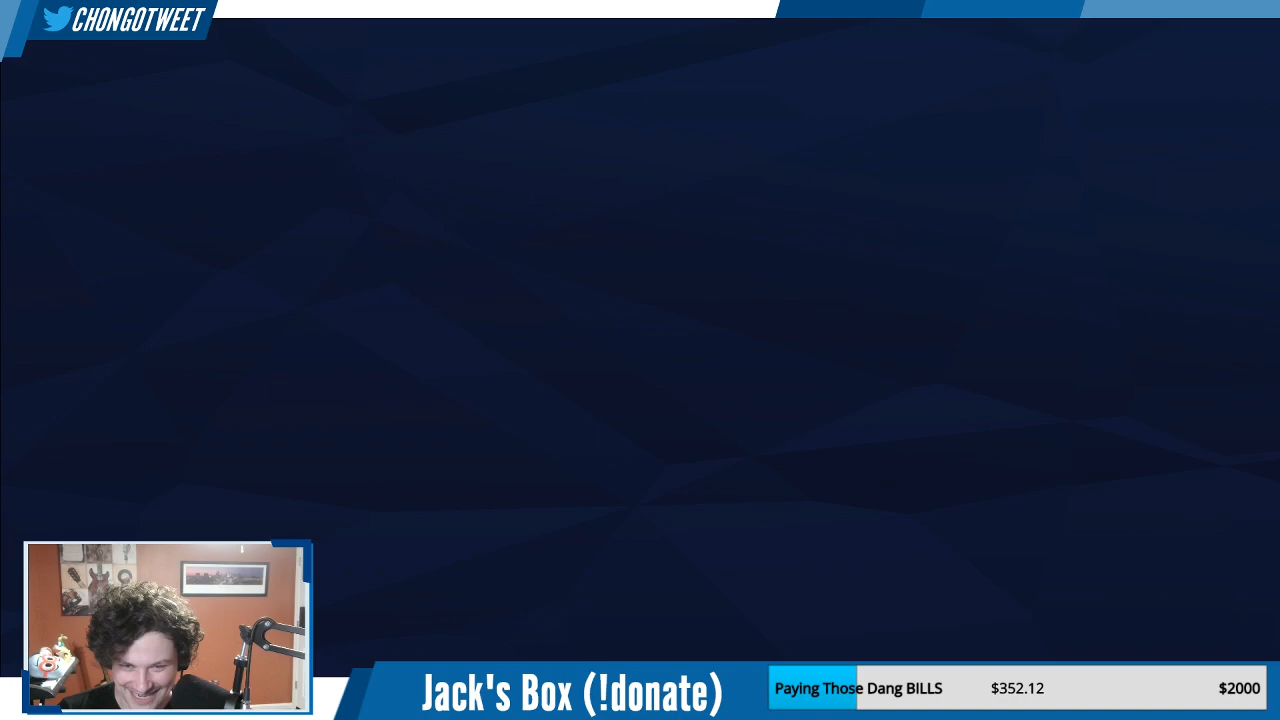 CHONGOTWEET
Jack's Box (!donate)
Paying Those Dang BILLS $352.12 $2000